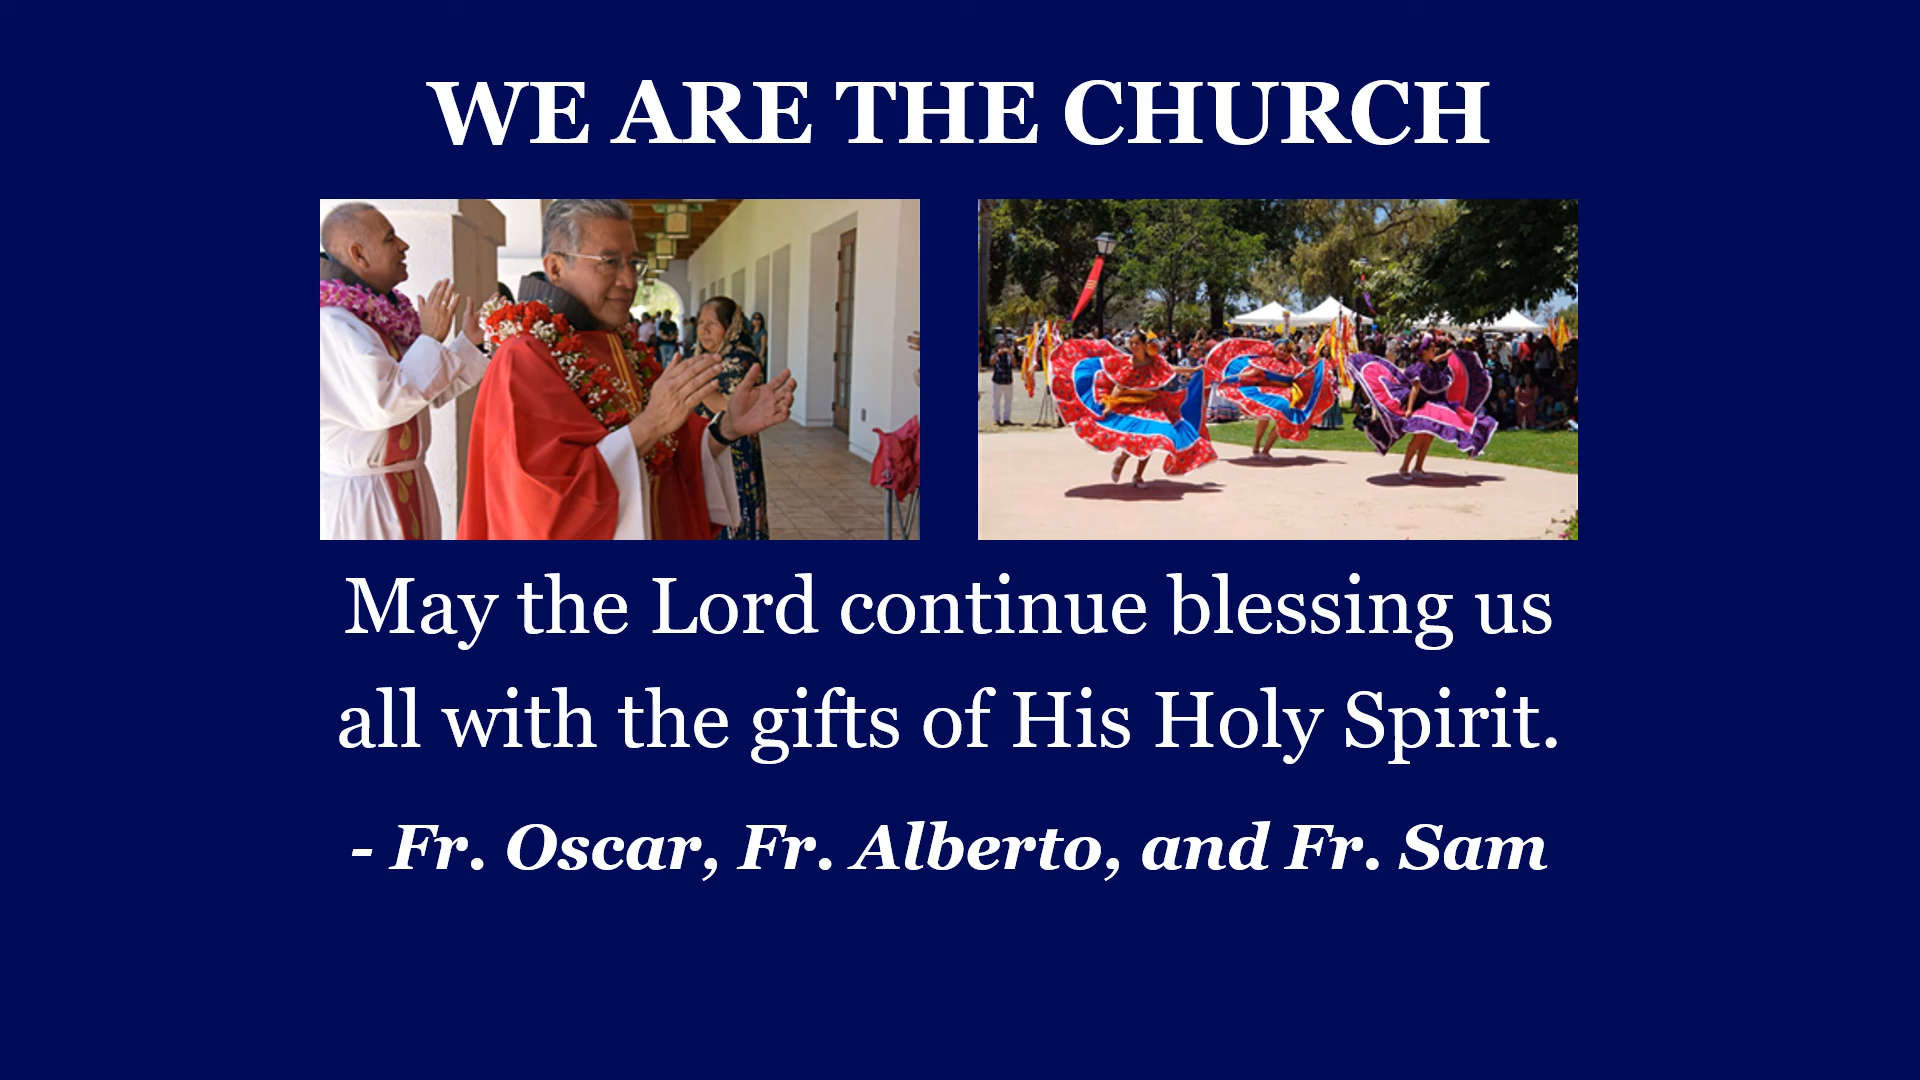 WE ARE THE CHURCH
May the Lord continue blessing us
all with the gifts of His Holy Spirit.
- Fr. Oscar, Fr. Alberto, and Fr. Sam